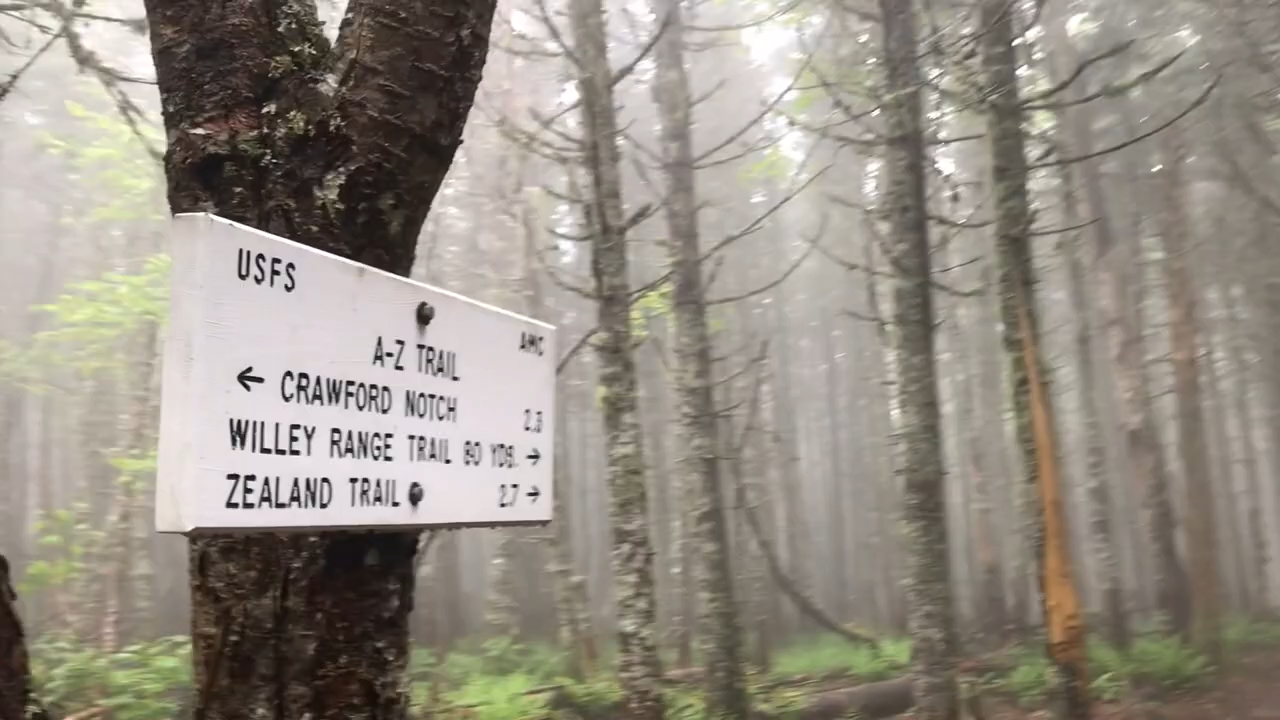 USFS AMC
A-Z TRAIL
← CRAWFORD NOTCH 2.3
WILLEY RANGE TRAIL 80 YDS. →
ZEALAND TRAIL 2.7 →